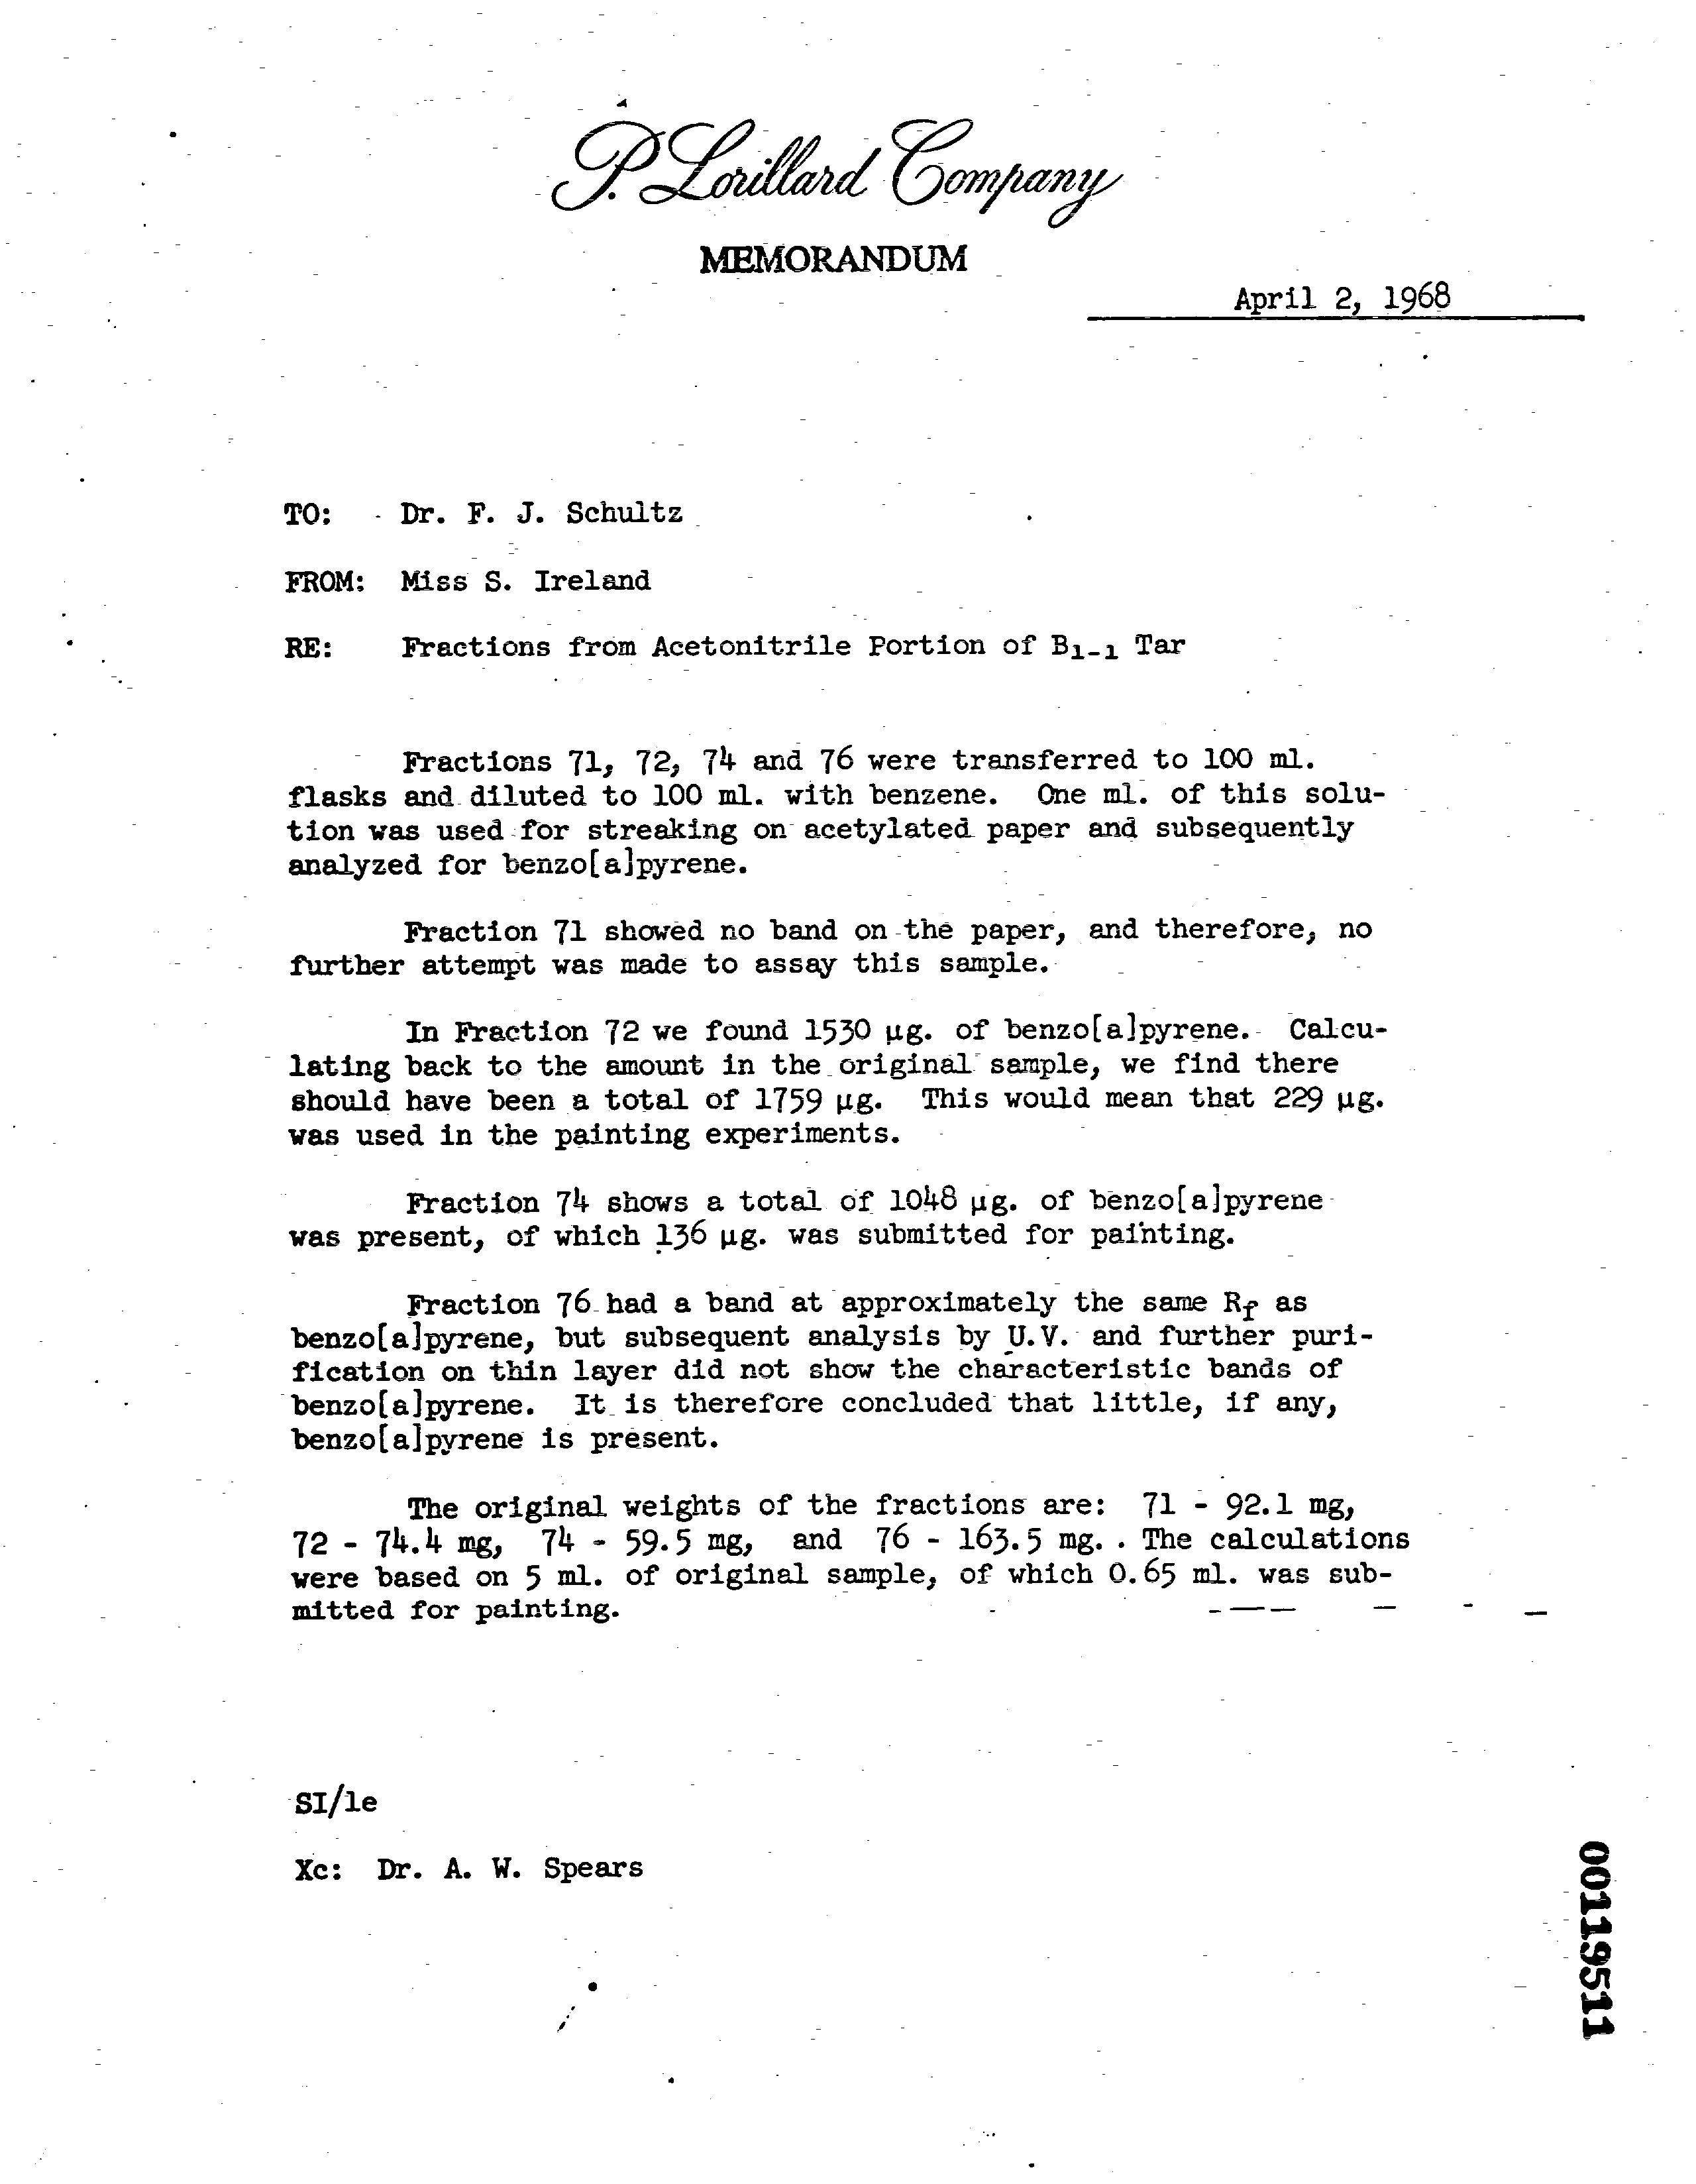 P. Lorillard Company
MEMORANDUM
April 2, 1968
TO: Dr. F. J. Schultz
FROM: Miss S. Ireland
RE: Fractions from Acetonitrile Portion of B₁₋₁ Tar
Fractions 71, 72, 74 and 76 were transferred to 100 ml.
flasks and diluted to 100 ml. with benzene. One ml. of this solu-
tion was used for streaking on acetylated paper and subsequently
analyzed for benzo[a]pyrene.
Fraction 71 showed no band on the paper, and therefore, no
further attempt was made to assay this sample.
In Fraction 72 we found 1530 µg. of benzo[a]pyrene. Calcu-
lating back to the amount in the original sample, we find there
should have been a total of 1759 µg. This would mean that 229 µg.
was used in the painting experiments.
Fraction 74 shows a total of 1048 µg. of benzo[a]pyrene
was present, of which 136 µg. was submitted for painting.
Fraction 76 had a band at approximately the same Rf as
benzo[a]pyrene, but subsequent analysis by U.V. and further puri-
fication on thin layer did not show the characteristic bands of
benzo[a]pyrene. It is therefore concluded that little, if any,
benzo[a]pyrene is present.
The original weights of the fractions are: 71 - 92.1 mg,
72 - 74.4 mg, 74 - 59.5 mg, and 76 - 163.5 mg. . The calculations
were based on 5 ml. of original sample, of which 0.65 ml. was sub-
mitted for painting.
SI/le
Xc: Dr. A. W. Spears
00119511